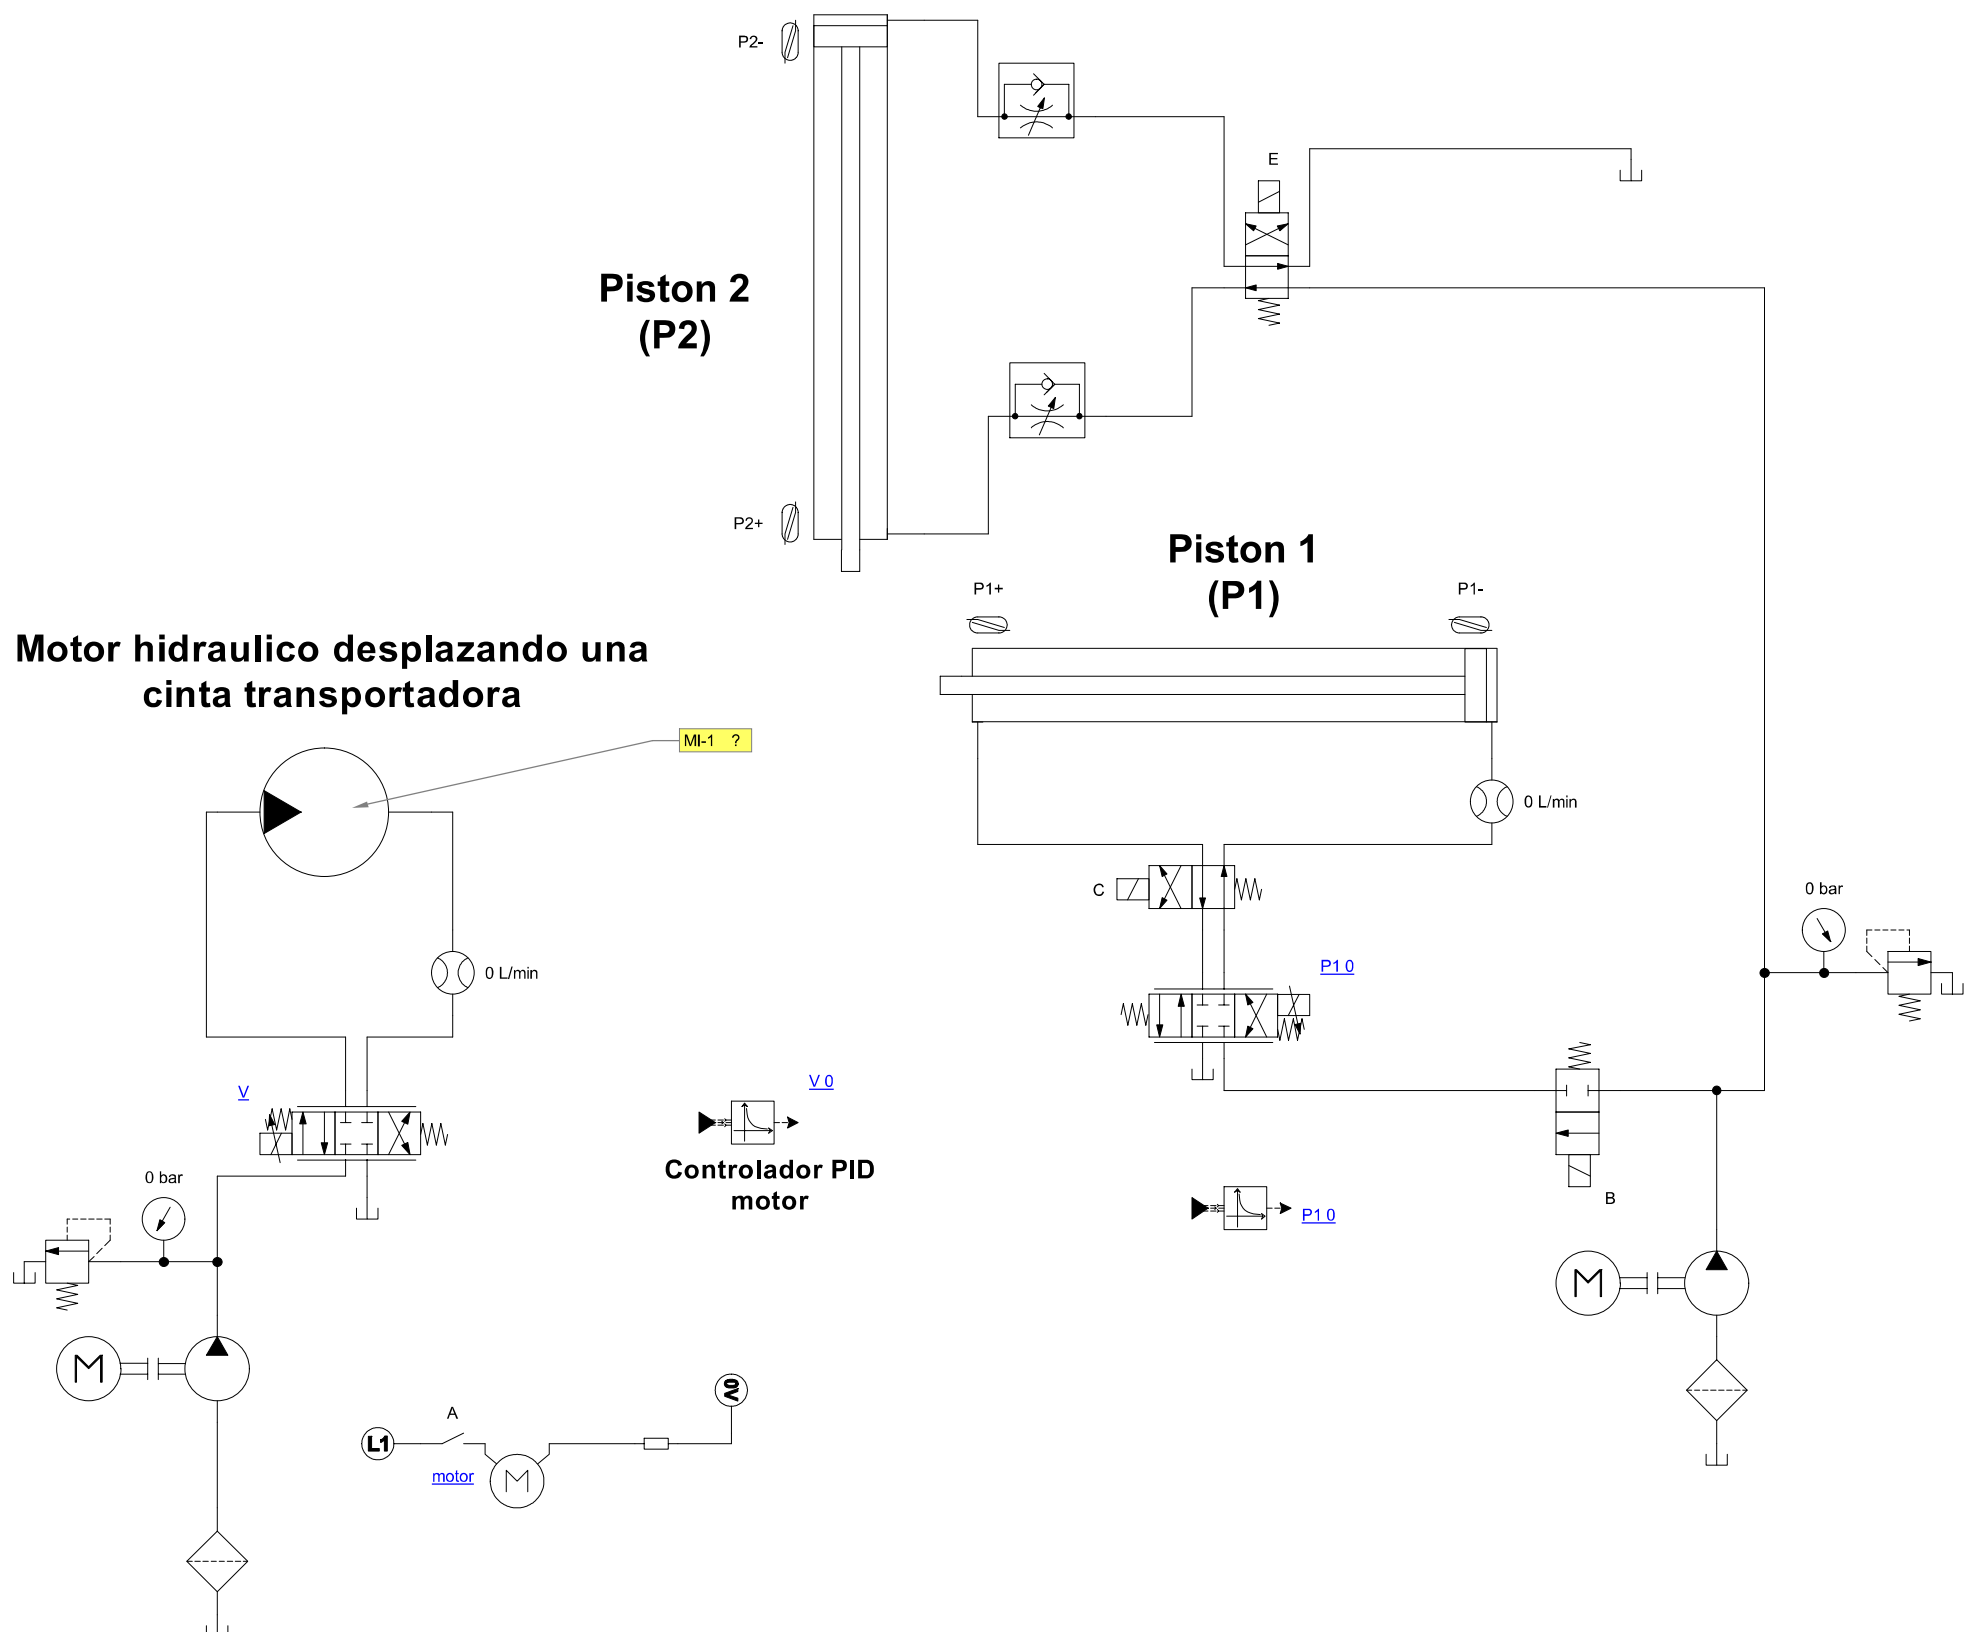 P2-
E
Piston 2
(P2)
P2+
Piston 1
(P1)
P1+
P1-
Motor hidraulico desplazando una
cinta transportadora
MI-1 ?
0 L/min
C
0 bar
0 L/min
P1 0
V
V 0
Controlador PID
motor
0 bar
B
P1 0
M
M
0V
A
L1
motor
M